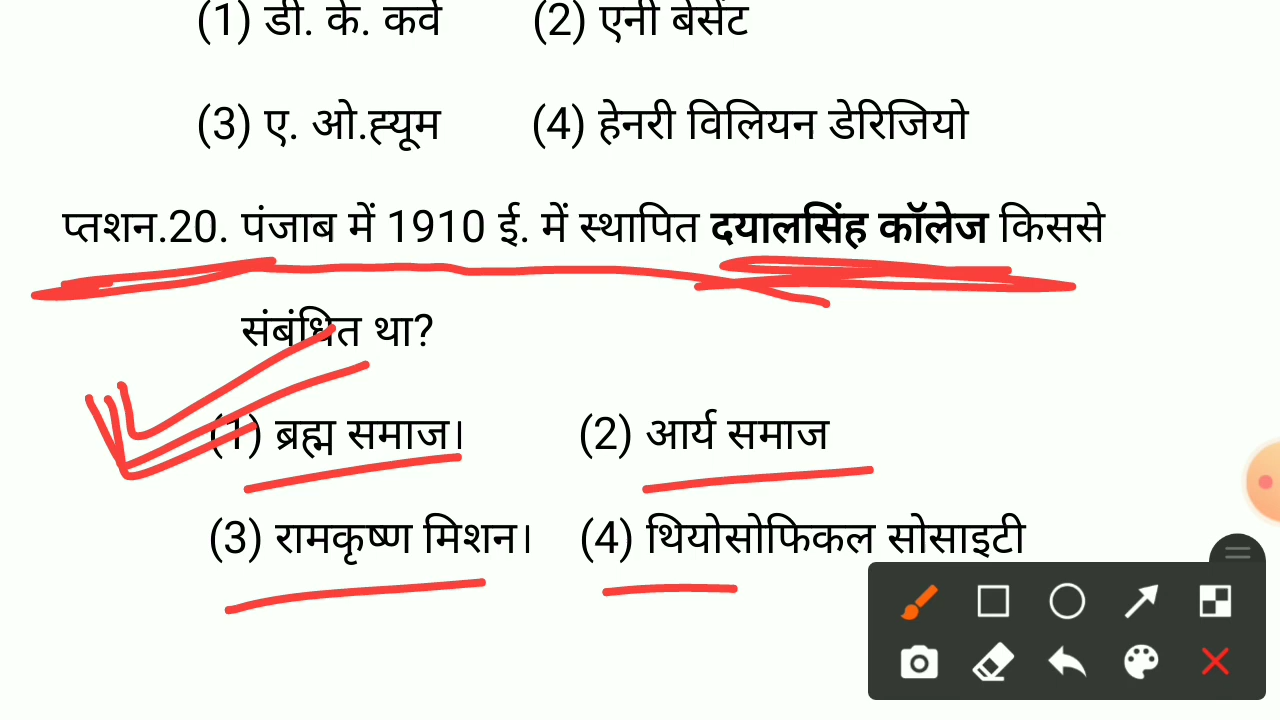 (1) डी. के. कर्वे (2) एनी बेसेंट
(3) ए. ओ.ह्यूम (4) हेनरी विलियन डेरिजियो
प्तशन.20. पंजाब में 1910 ई. में स्थापित दयालसिंह कॉलेज किससे
संबंधित था?
(1) ब्रह्म समाज। (2) आर्य समाज
(3) रामकृष्ण मिशन। (4) थियोसोफिकल सोसाइटी